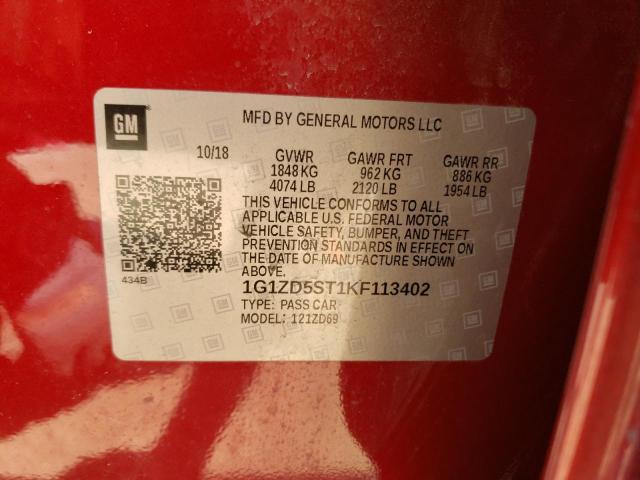 GM
MFD BY GENERAL MOTORS LLC
10/18 GVWR GAWR FRT GAWR RR
1848 KG 962 KG 886 KG
4074 LB 2120 LB 1954 LB
THIS VEHICLE CONFORMS TO ALL
APPLICABLE U.S. FEDERAL MOTOR
VEHICLE SAFETY, BUMPER, AND THEFT
PREVENTION STANDARDS IN EFFECT ON
THE DATE OF MANUFACTURE SHOWN
ABOVE.
434B
1G1ZD5ST1KF113402
TYPE: PASS CAR
MODEL: 121ZD69